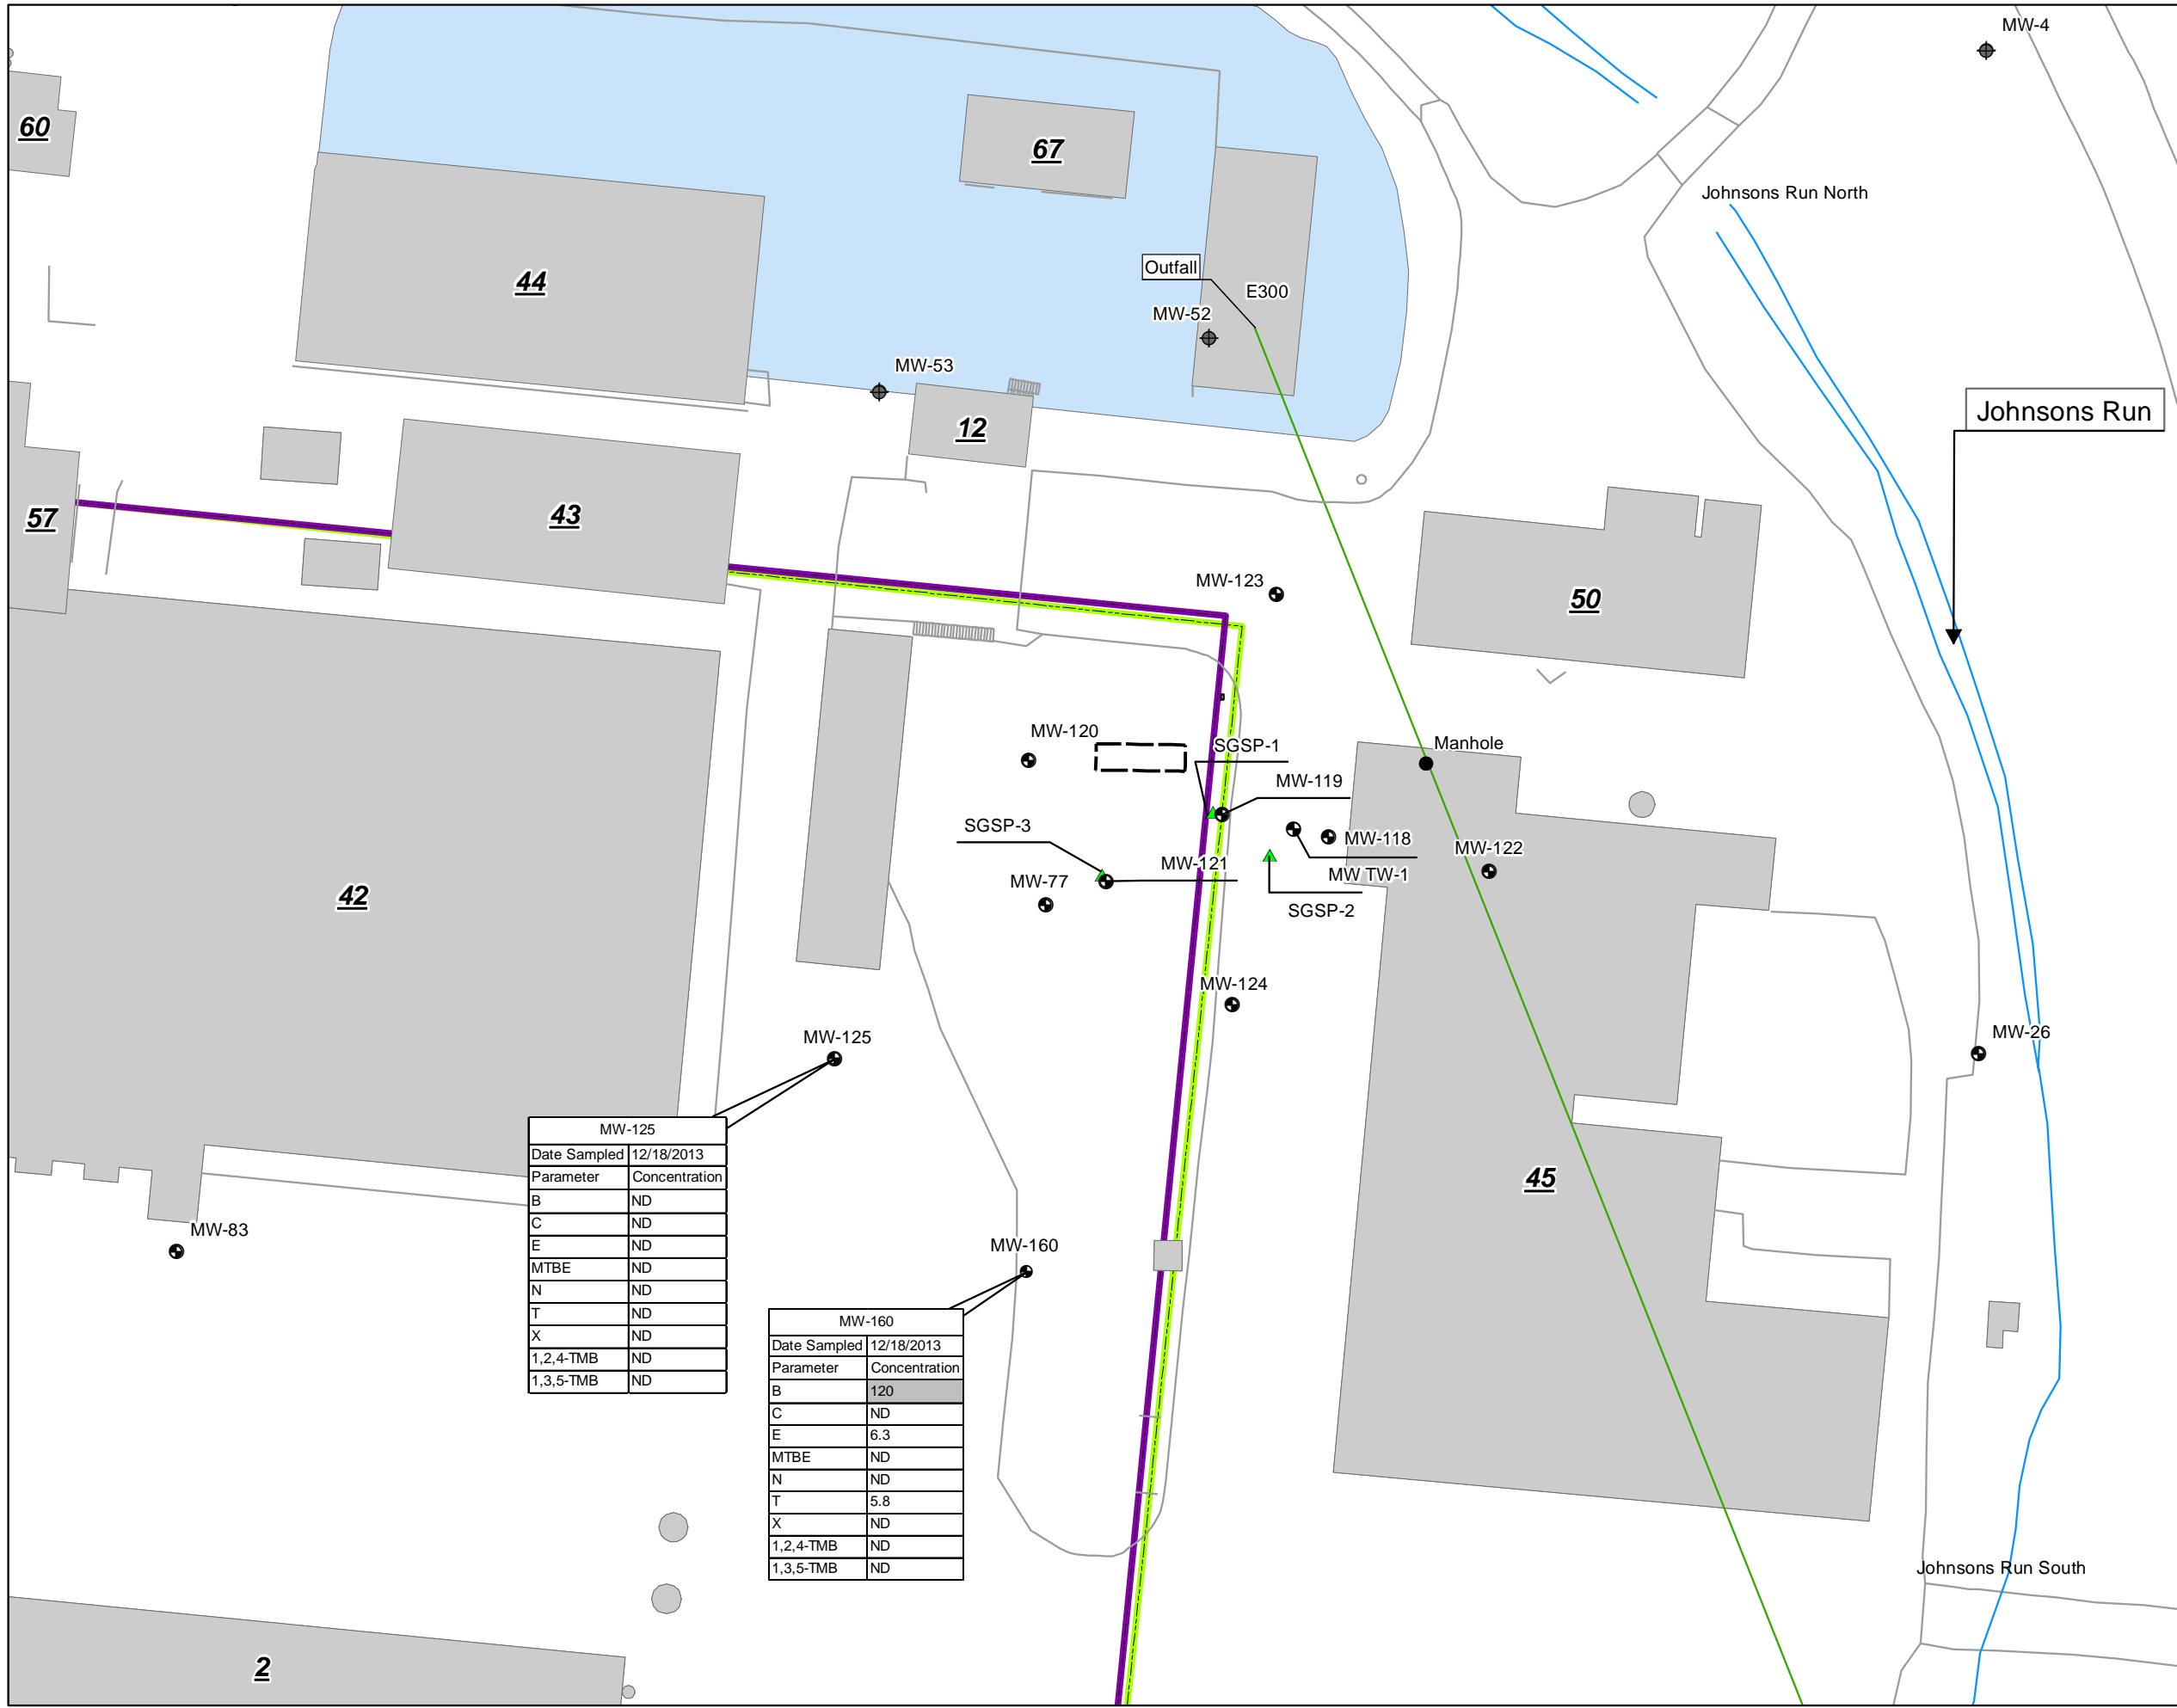 MW-4
60
67
Johnsons Run North
Outfall
44
E300
MW-52
MW-53
Johnsons Run
12
57
43
MW-123
50
MW-120
SGSP-1
Manhole
MW-119
SGSP-3
MW-118
MW-121
MW-122
MW TW-1
MW-77
42
SGSP-2
MW-124
MW-125
MW-26
MW-125
Date Sampled 12/18/2013
Parameter Concentration
B ND
C ND
E ND
MTBE ND
N ND
T ND
X ND
1,2,4-TMB ND
1,3,5-TMB ND
45
MW-83
MW-160
MW-160
Date Sampled 12/18/2013
Parameter Concentration
B 120
C ND
E 6.3
MTBE ND
N ND
T 5.8
X ND
1,2,4-TMB ND
1,3,5-TMB ND
Johnsons Run South
2